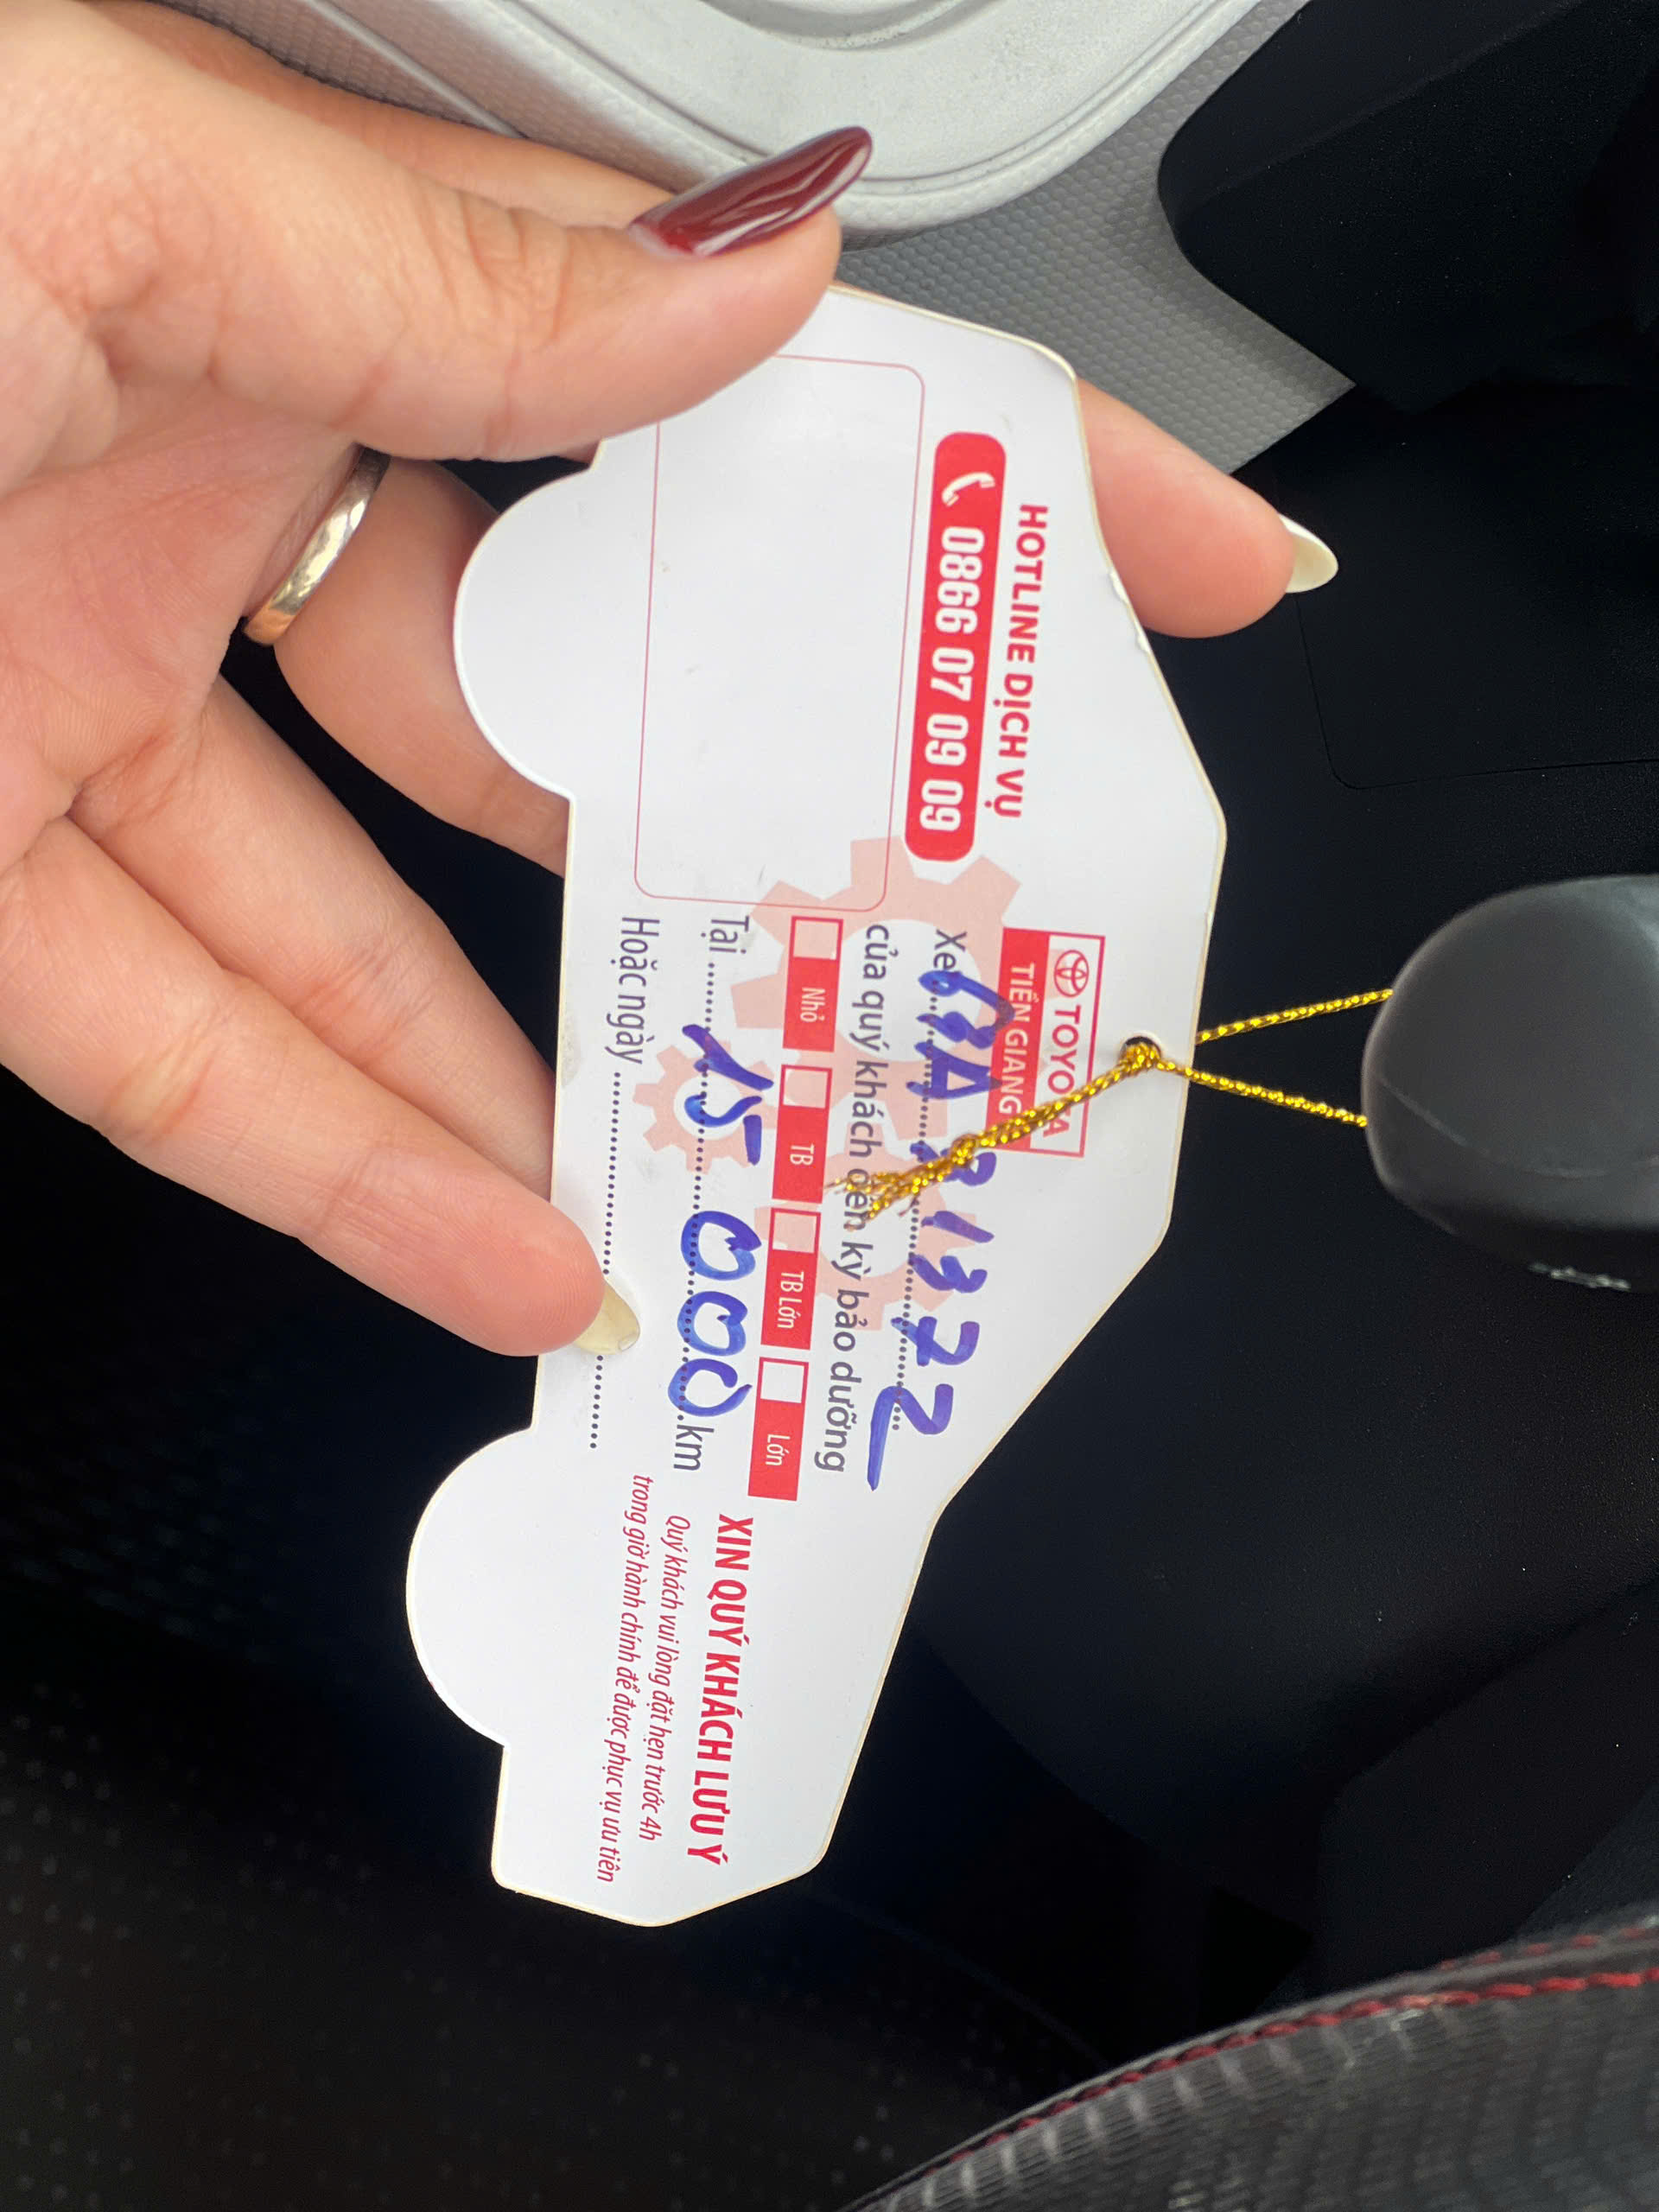 HOTLINE DỊCH VỤ
0866 07 09 09
TOYOTA
TIỀN GIANG
Xe
của quý khách đến kỳ bảo dưỡng
Nhỏ TB TB Lớn Lớn
Tại 15 000 km
Hoặc ngày
XIN QUÝ KHÁCH LƯU Ý
Quý khách vui lòng đặt hẹn trước 4h
trong giờ hành chính để được phục vụ ưu tiên